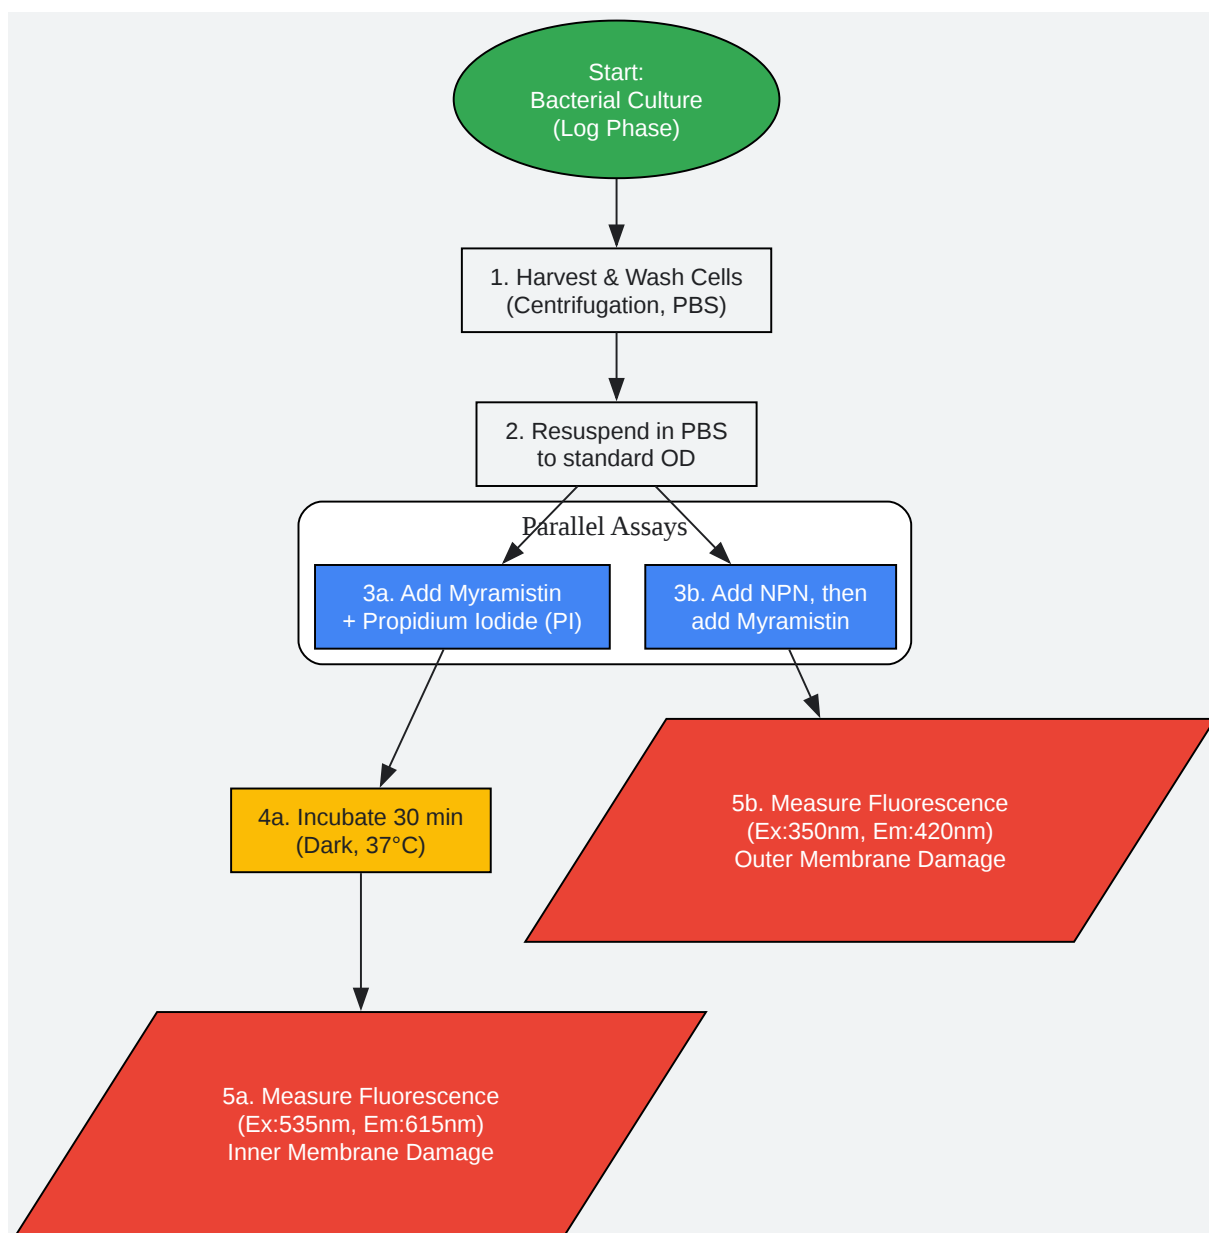 Start:
Bacterial Culture
(Log Phase)
1. Harvest & Wash Cells
(Centrifugation, PBS)
2. Resuspend in PBS
to standard OD
Parallel Assays
3a. Add Myramistin
+ Propidium Iodide (PI)
3b. Add NPN, then
add Myramistin
4a. Incubate 30 min
(Dark, 37°C)
5b. Measure Fluorescence
(Ex:350nm, Em:420nm)
Outer Membrane Damage
5a. Measure Fluorescence
(Ex:535nm, Em:615nm)
Inner Membrane Damage